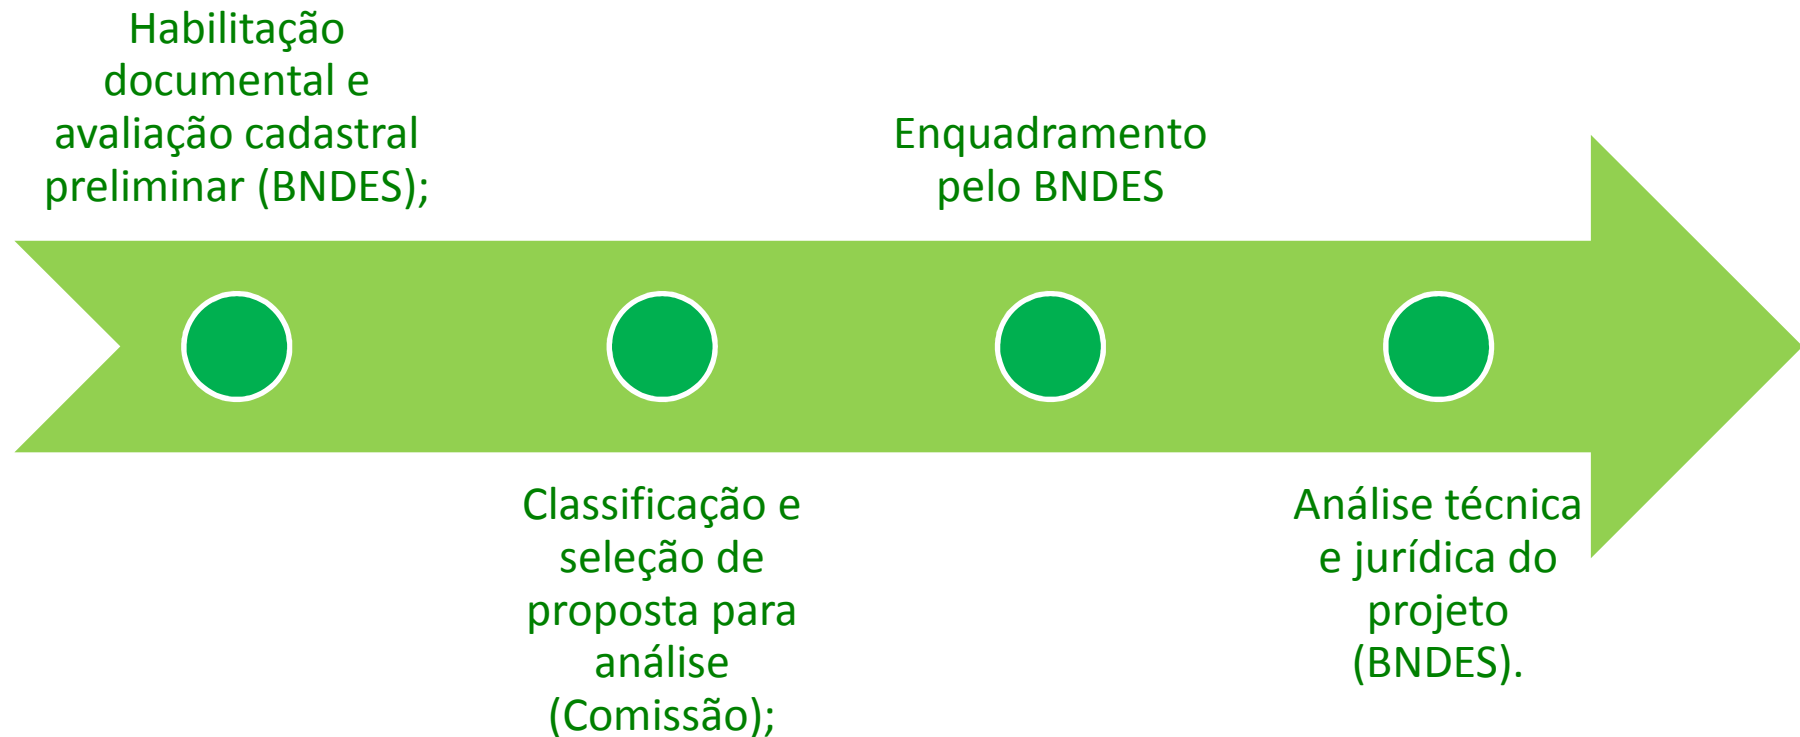 Habilitação
documental e
avaliação cadastral
preliminar (BNDES);
Classificação e
seleção de
proposta para
análise
(Comissão);
Enquadramento
pelo BNDES
Análise técnica
e jurídica do
projeto
(BNDES).